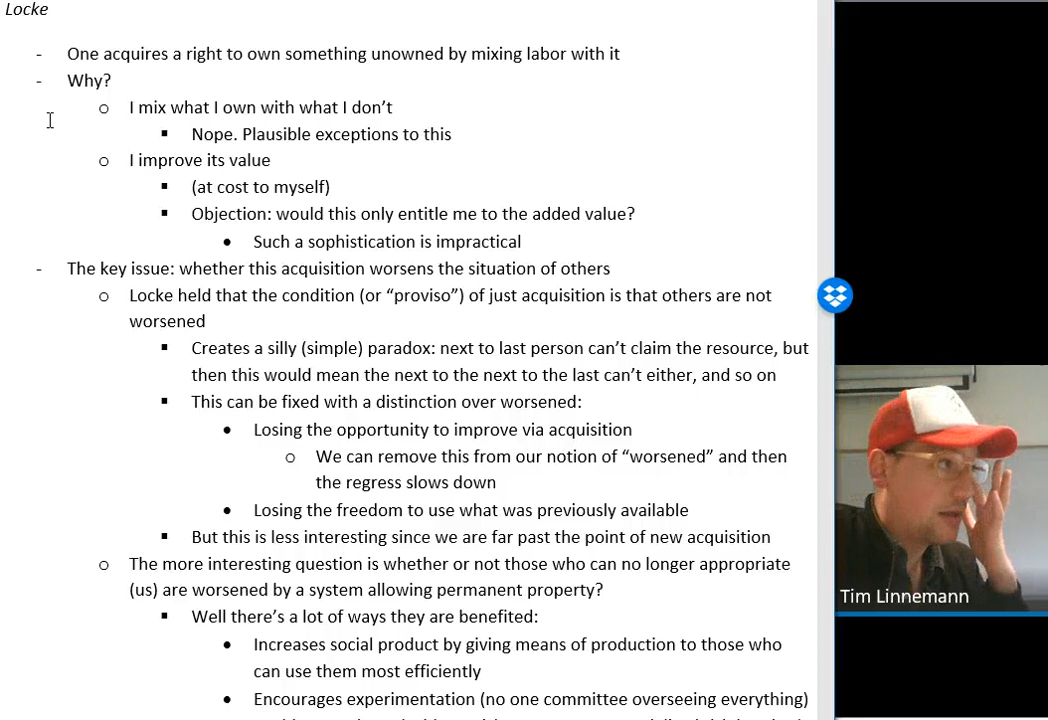 Locke
- One acquires a right to own something unowned by mixing labor with it
- Why?
o I mix what I own with what I don’t
▪ Nope. Plausible exceptions to this
o I improve its value
▪ (at cost to myself)
▪ Objection: would this only entitle me to the added value?
• Such a sophistication is impractical
- The key issue: whether this acquisition worsens the situation of others
o Locke held that the condition (or “proviso”) of just acquisition is that others are not
worsened
▪ Creates a silly (simple) paradox: next to last person can’t claim the resource, but
then this would mean the next to the next to the last can’t either, and so on
▪ This can be fixed with a distinction over worsened:
• Losing the opportunity to improve via acquisition
o We can remove this from our notion of “worsened” and then
the regress slows down
• Losing the freedom to use what was previously available
▪ But this is less interesting since we are far past the point of new acquisition
o The more interesting question is whether or not those who can no longer appropriate
(us) are worsened by a system allowing permanent property?
▪ Well there’s a lot of ways they are benefited:
• Increases social product by giving means of production to those who
can use them most efficiently
• Encourages experimentation (no one committee overseeing everything)
Tim Linnemann